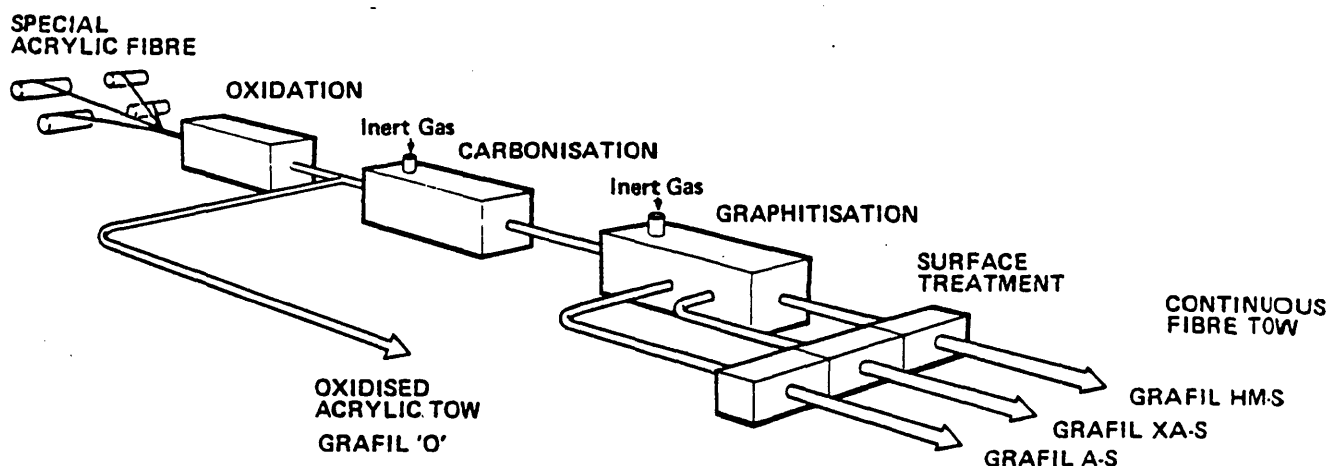 SPECIAL
ACRYLIC FIBRE
OXIDATION
Inert Gas
CARBONISATION
Inert Gas
GRAPHITISATION
SURFACE
TREATMENT
CONTINUOUS
FIBRE TOW
OXIDISED
ACRYLIC TOW
GRAFIL 'O'
GRAFIL HM-S
GRAFIL XA-S
GRAFIL A-S